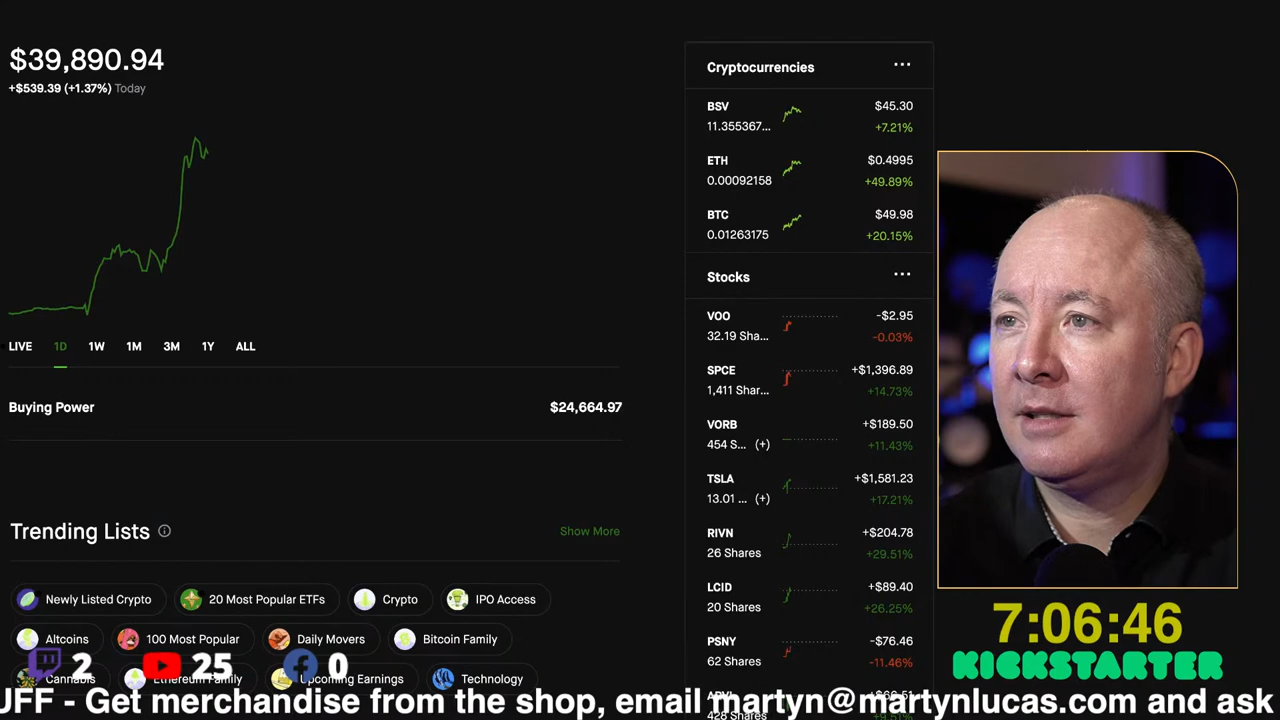 $39,890.94
+$539.39 (+1.37%) Today
LIVE 1D 1W 1M 3M 1Y ALL
Buying Power $24,664.97
Trending Lists
Show More
Newly Listed Crypto 20 Most Popular ETFs Crypto IPO Access
Altcoins 100 Most Popular Daily Movers Bitcoin Family
Cannabis Ethereum Family Upcoming Earnings Technology
2 25 0
Cryptocurrencies ...
BSV $45.30
11.355367... +7.21%
ETH $0.4995
0.00092158 +49.89%
BTC $49.98
0.01263175 +20.15%
Stocks ...
VOO -$2.95
32.19 Sha... -0.03%
SPCE +$1,396.89
1,411 Shar... +14.73%
VORB +$189.50
454 S... (+) +11.43%
TSLA +$1,581.23
13.01 ... (+) +17.21%
RIVN +$204.78
26 Shares +29.51%
LCID +$89.40
20 Shares +26.25%
PSNY -$76.46
62 Shares -11.46%
428 Shares
7:06:46
KICKSTARTER
UFF - Get merchandise from the shop, email martyn@martynlucas.com and ask